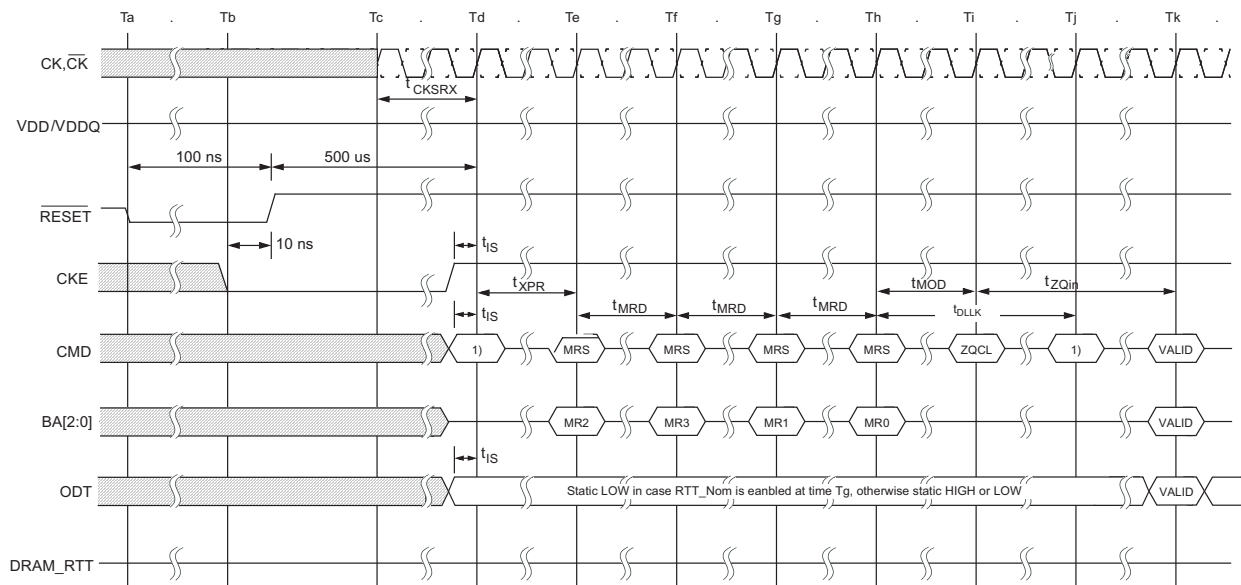 Ta . Tb . Tc . Td . Te . Tf . Tg . Th . Ti . Tj . Tk .
CK,CK
tCKSRX
VDD/VDDQ
100 ns 500 us
RESET
10 ns tIS
CKE
tXPR tMOD tZQin
tMRD tMRD tMRD tDLLK
tIS
CMD 1) MRS MRS MRS MRS ZQCL 1) VALID
BA[2:0] MR2 MR3 MR1 MR0 VALID
tIS
ODT Static LOW in case RTT_Nom is eanbled at time Tg, otherwise static HIGH or LOW VALID
DRAM_RTT